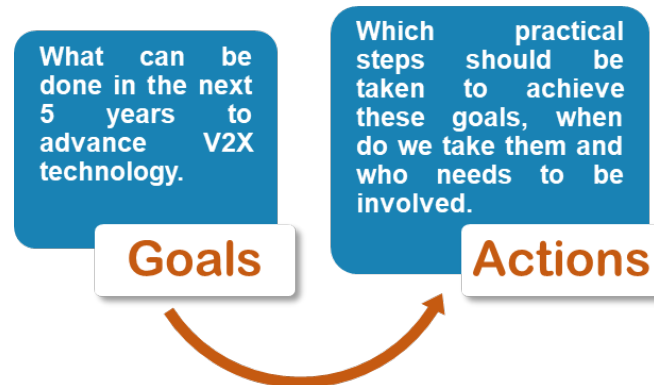 What can be
done in the next
5 years to
advance V2X
technology.
Goals
Which practical
steps should be
taken to achieve
these goals, when
do we take them and
who needs to be
involved.
Actions